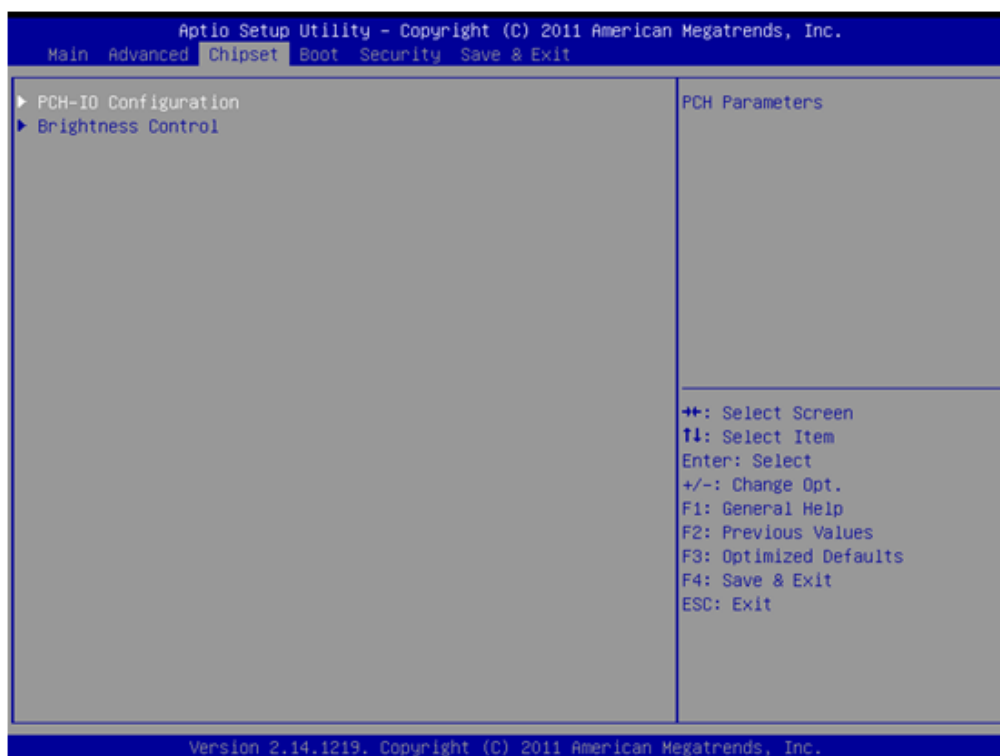 Aptio Setup Utility – Copyright (C) 2011 American Megatrends, Inc.
Main Advanced Chipset Boot Security Save & Exit
▶ PCH-IO Configuration
▶ Brightness Control
PCH Parameters
→←: Select Screen
↑↓: Select Item
Enter: Select
+/-: Change Opt.
F1: General Help
F2: Previous Values
F3: Optimized Defaults
F4: Save & Exit
ESC: Exit
Version 2.14.1219. Copyright (C) 2011 American Megatrends, Inc.